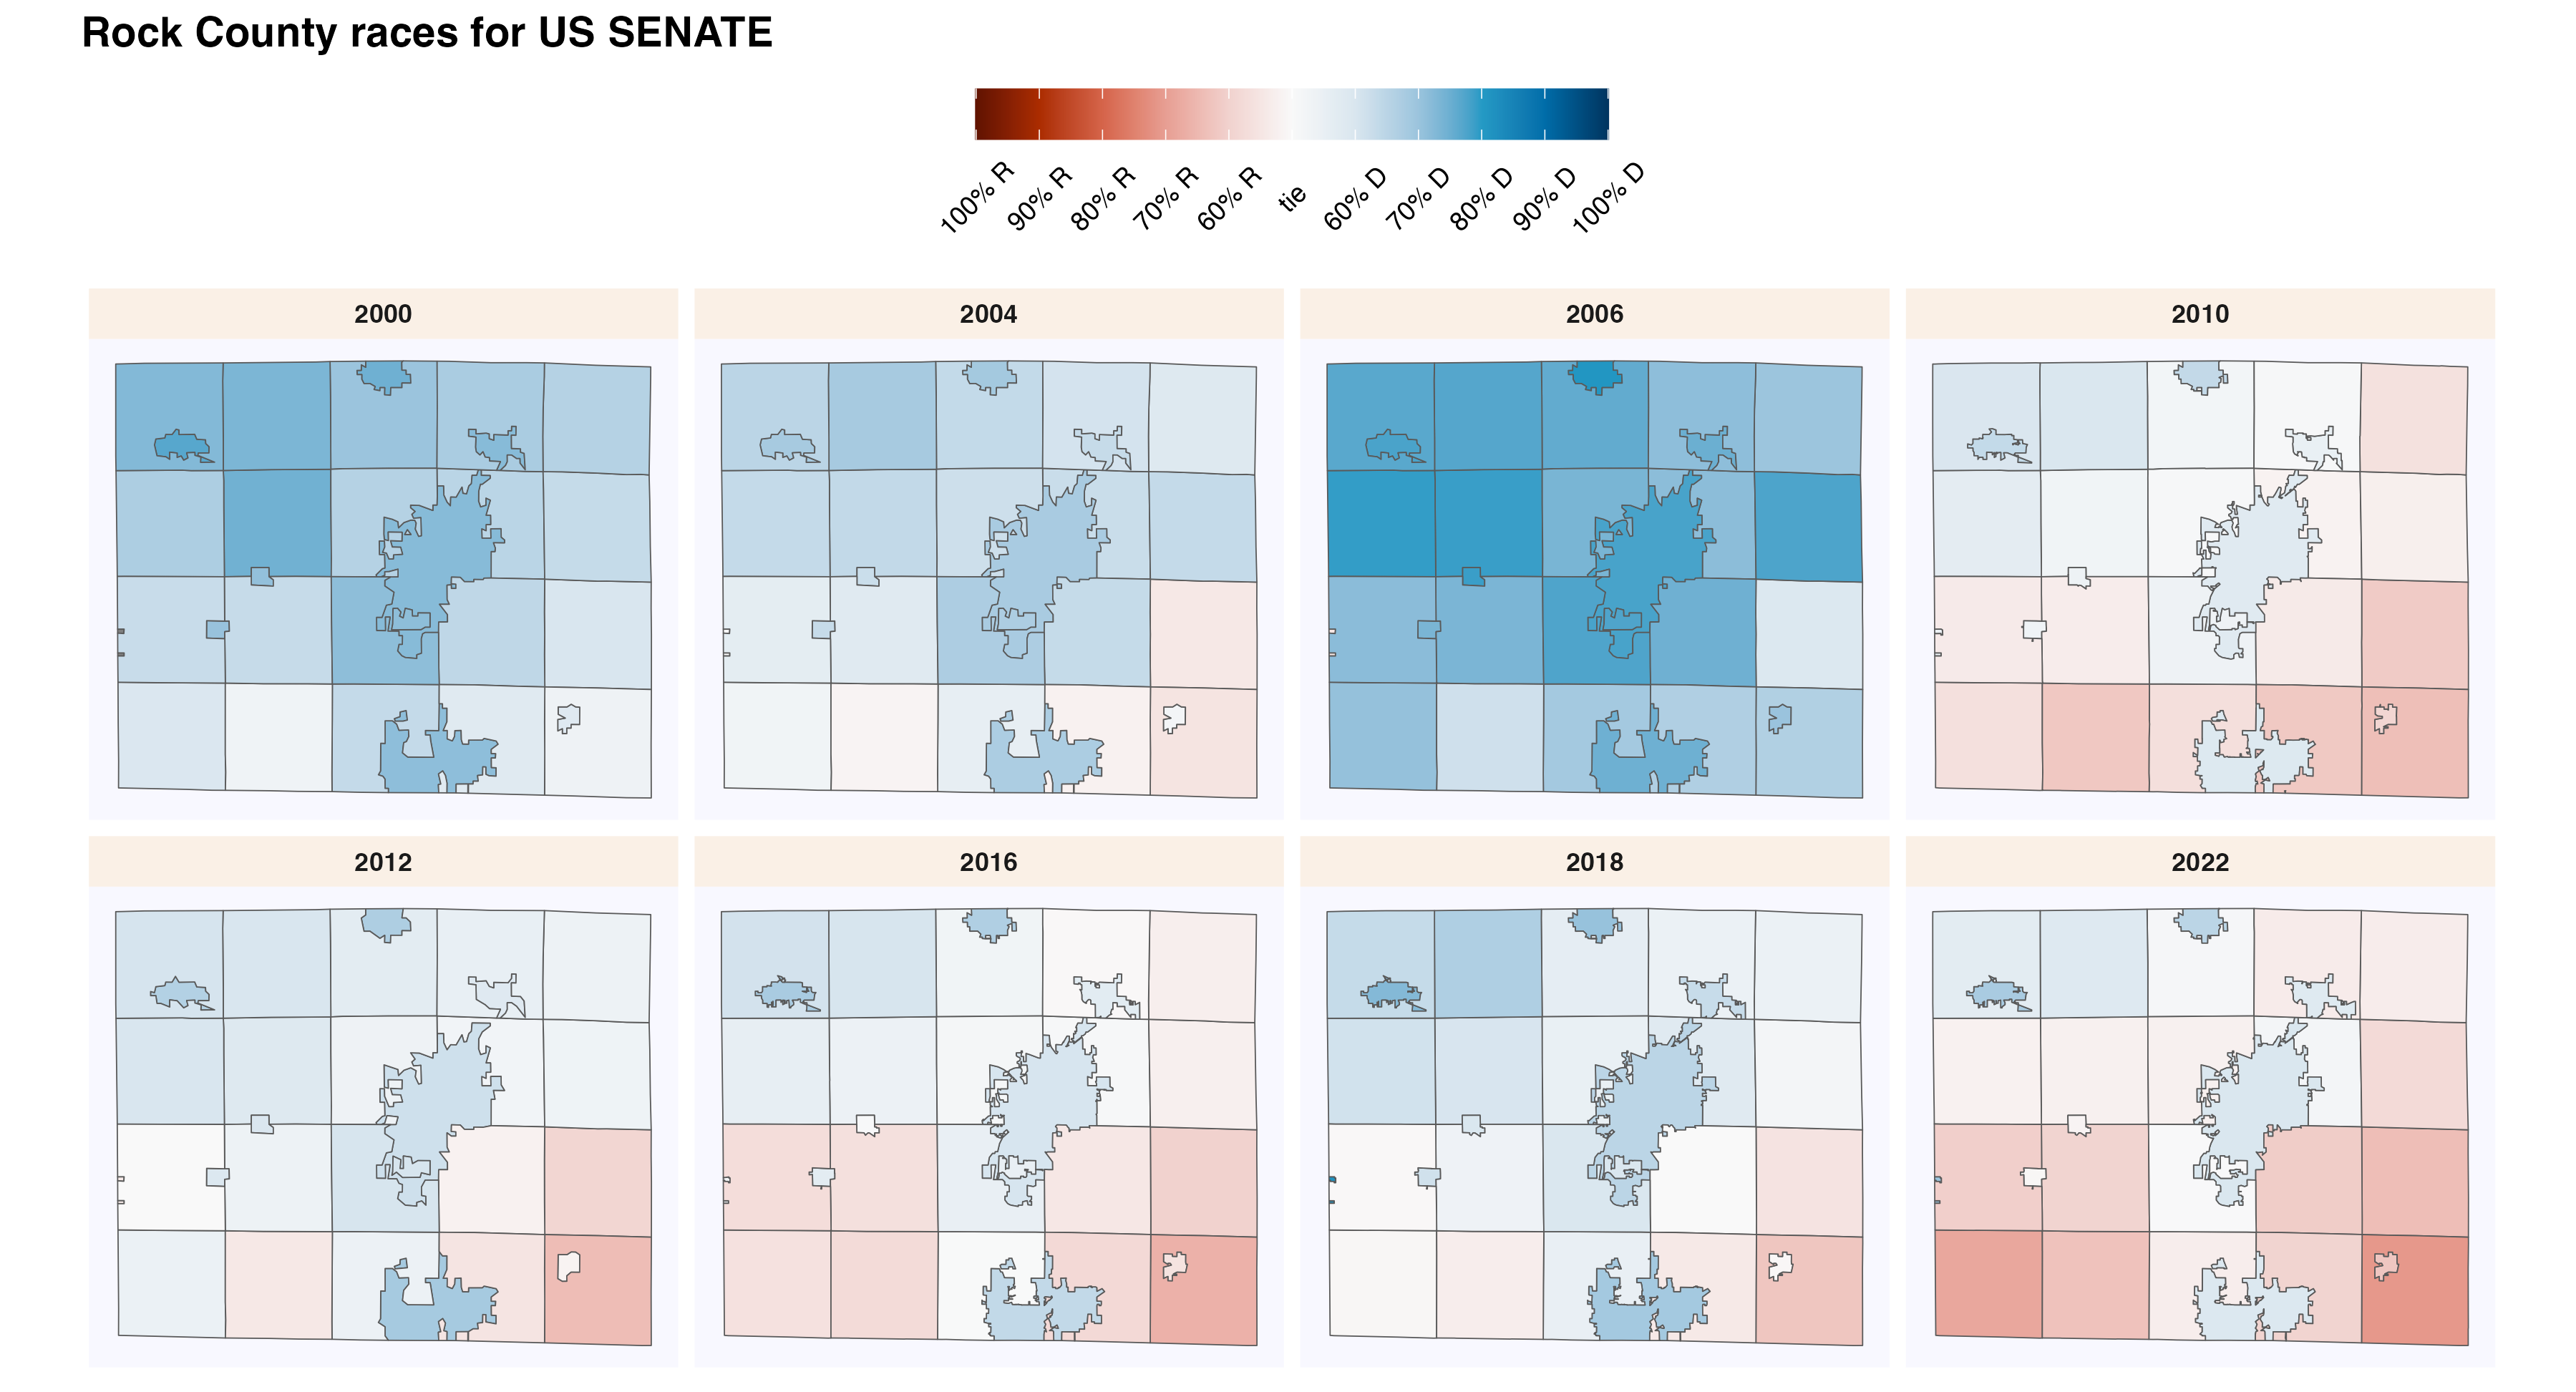 Rock County races for US SENATE
100% R 90% R 80% R 70% R 60% R tie 60% D 70% D 80% D 90% D 100% D
2000 2004 2006 2010
2012 2016 2018 2022